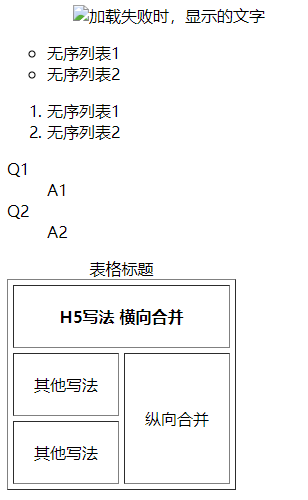 加载失败时，显示的文字
无序列表1
无序列表2
1. 无序列表1
2. 无序列表2
Q1
A1
Q2
A2
表格标题
H5写法 横向合并
其他写法
纵向合并
其他写法